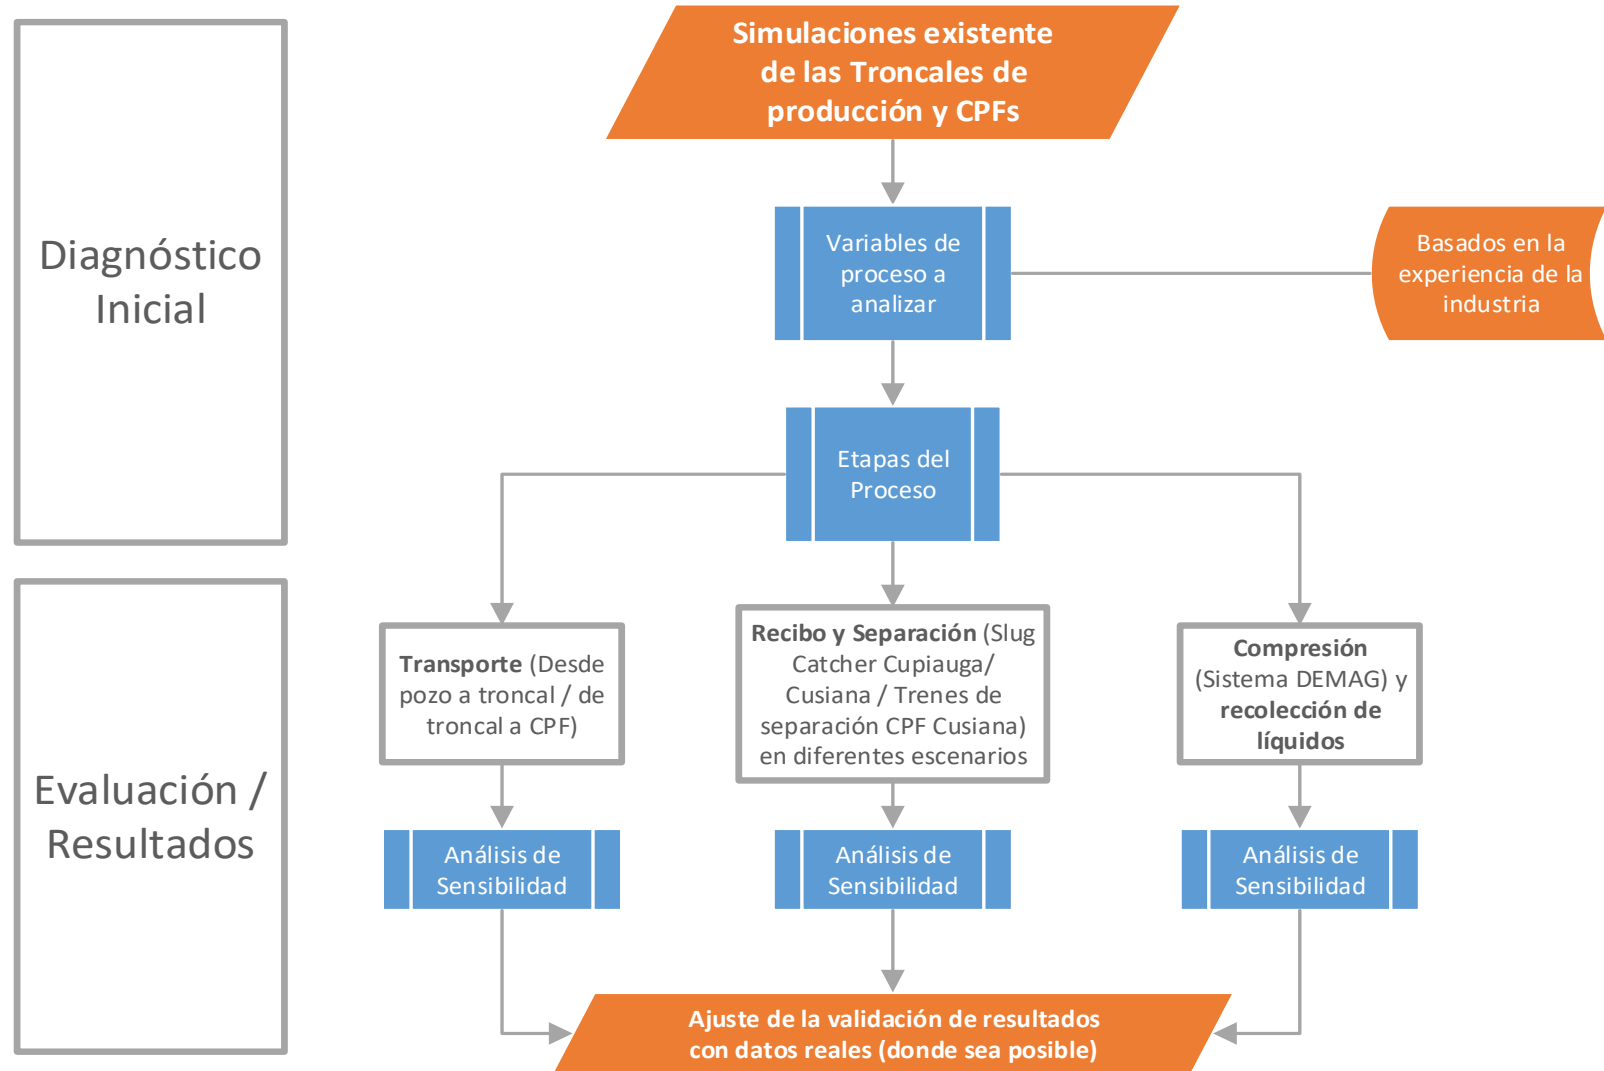 Diagnóstico
Inicial
Simulaciones existente
de las Troncales de
producción y CPFs
Variables de
proceso a
analizar
Basados en la
experiencia de la
industria
Etapas del
Proceso
Evaluación /
Resultados
Transporte (Desde
pozo a troncal / de
troncal a CPF)
Recibo y Separación (Slug
Catcher Cupiauga/
Cusiana / Trenes de
separación CPF Cusiana)
en diferentes escenarios
Compresión
(Sistema DEMAG) y
recolección de
líquidos
Análisis de
Sensibilidad
Análisis de
Sensibilidad
Análisis de
Sensibilidad
Ajuste de la validación de resultados
con datos reales (donde sea posible)